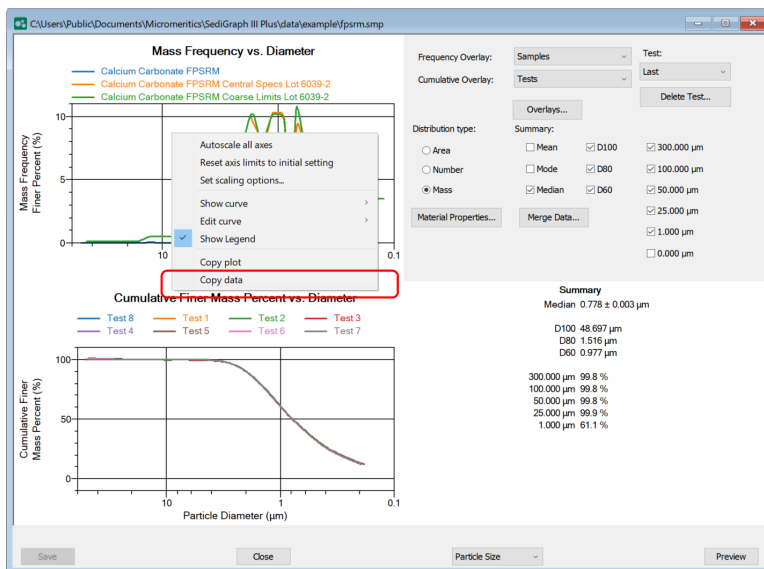 C:\Users\Public\Documents\Micromeritics\SediGraph III Plus\data\example\fpsrm.smp
Mass Frequency vs. Diameter
Calcium Carbonate FPSRM
Calcium Carbonate FPSRM Central Specs Lot 6039-2
Calcium Carbonate FPSRM Coarse Limits Lot 6039-2
Mass Frequency
Finer Percent (%)
10
5
0
10
0.1
Autoscale all axes
Reset axis limits to initial setting
Set scaling options...
Show curve
Edit curve
Show Legend
Copy plot
Copy data
Cumulative Finer Mass Percent vs. Diameter
Test 8 Test 1 Test 2 Test 3
Test 4 Test 5 Test 6 Test 7
Cumulative Finer
Mass Percent (%)
100
50
0
10 1 0.1
Particle Diameter (µm)
Frequency Overlay: Samples
Cumulative Overlay: Tests
Overlays...
Test:
Last
Delete Test...
Distribution type:
Area
Number
Mass
Summary:
Mean D100 300.000 µm
Mode D80 100.000 µm
Median D60 50.000 µm
25.000 µm
1.000 µm
0.000 µm
Material Properties... Merge Data...
Summary
Median 0.778 ± 0.003 µm
D100 48.697 µm
D80 1.516 µm
D60 0.977 µm
300.000 µm 99.8 %
100.000 µm 99.8 %
50.000 µm 99.8 %
25.000 µm 99.9 %
1.000 µm 61.1 %
Save Close Particle Size Preview